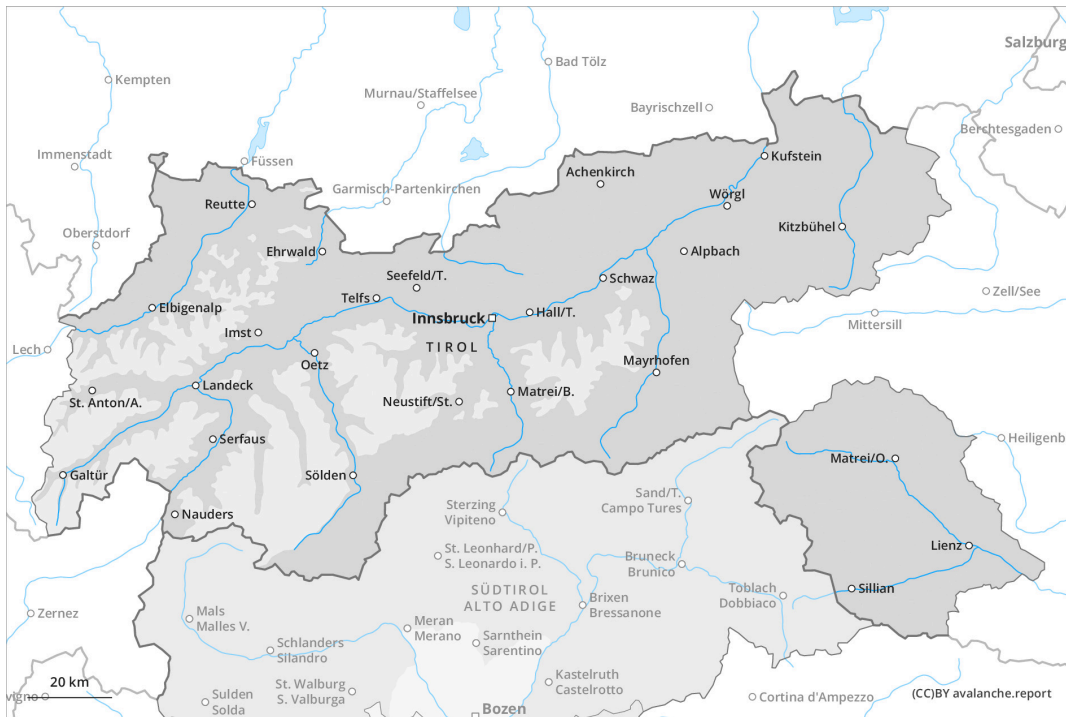 Salzburg
Kempten
Bad Tölz
Murnau/Staffelsee
Bayrischzell
Berchtesgaden
Immenstadt
Füssen
Kufstein
Achenkirch
Garmisch-Partenkirchen
Reutte
Wörgl
Oberstdorf
Kitzbühel
Ehrwald
Alpbach
Seefeld/T.
Schwaz
Zell/See
Telfs
Elbigenalp
Innsbruck
Hall/T.
Mittersill
Imst
TIROL
Lech
Oetz
Mayrhofen
Landeck
St. Anton/A.
Neustift/St.
Matrei/B.
Serfaus
Heiligenb
Matrei/O.
Galtür
Sölden
Sand/T.
Campo Tures
Sterzing
Vipiteno
Nauders
Lienz
St. Leonhard/P.
S. Leonardo i. P.
Bruneck
Brunico
SÜDTIROL
ALTO ADIGE
Toblach
Dobbiaco
Sillian
Brixen
Bressanone
Zernez
Mals
Malles V.
Meran
Merano
Sarnthein
Sarentino
Schlanders
Silandro
Kastelruth
Castelrotto
20 km
vigno
St. Walburg
S. Valburga
Sulden
Solda
Cortina d'Ampezzo
(CC)BY avalanche.report
Bozen